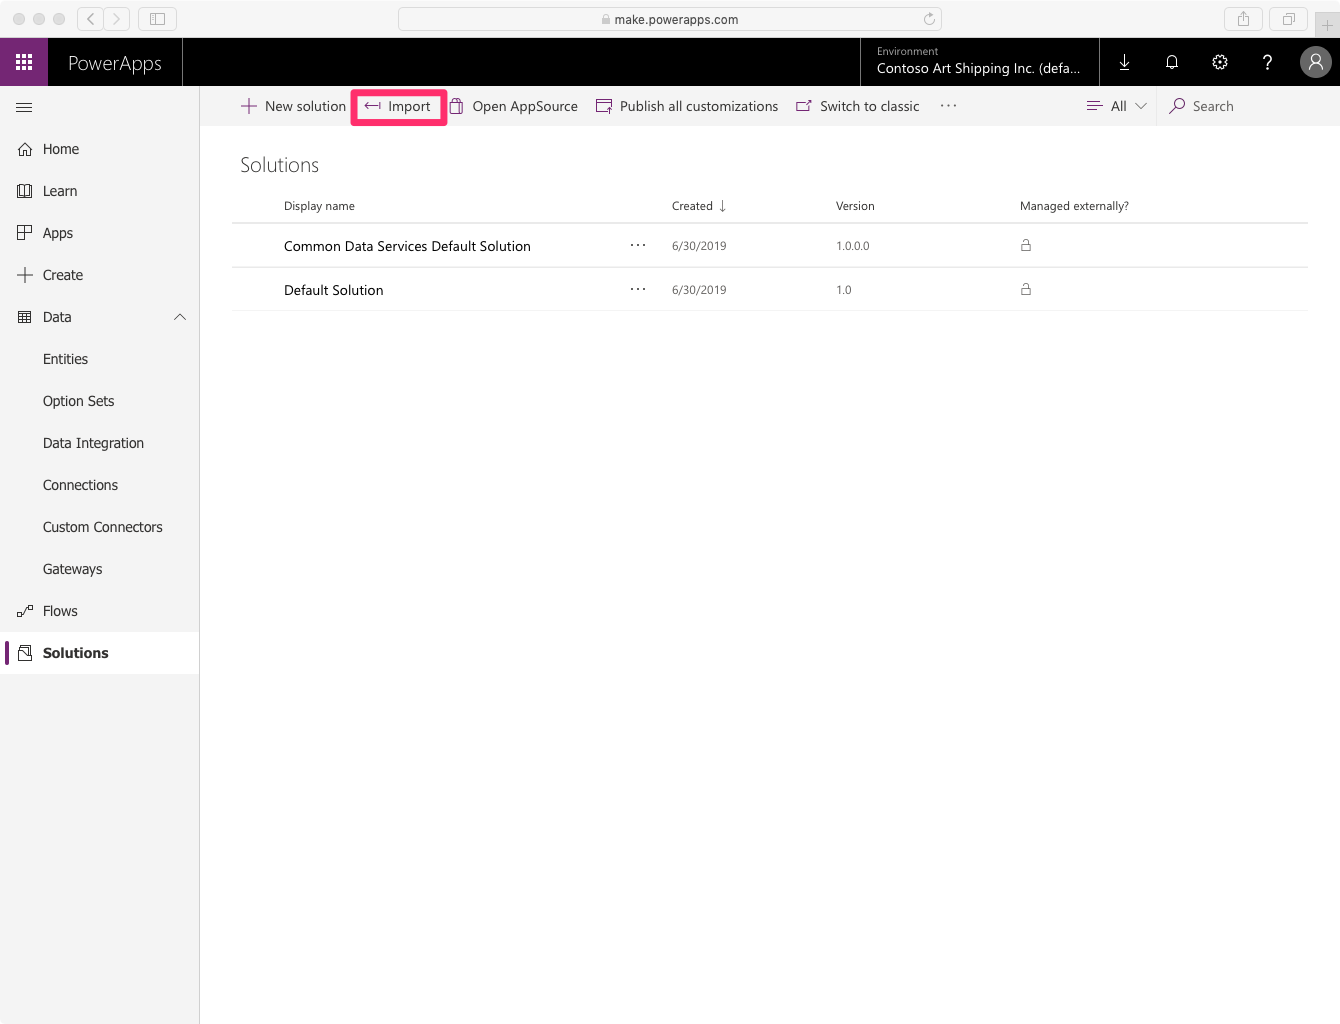 make.powerapps.com
PowerApps
Environment
Contoso Art Shipping Inc. (defa...
New solution
Import
Open AppSource
Publish all customizations
Switch to classic
All
Search
Home
Learn
Apps
Create
Data
Entities
Option Sets
Data Integration
Connections
Custom Connectors
Gateways
Flows
Solutions
Solutions
Display name Created Version Managed externally?
Common Data Services Default Solution ... 6/30/2019 1.0.0.0
Default Solution ... 6/30/2019 1.0